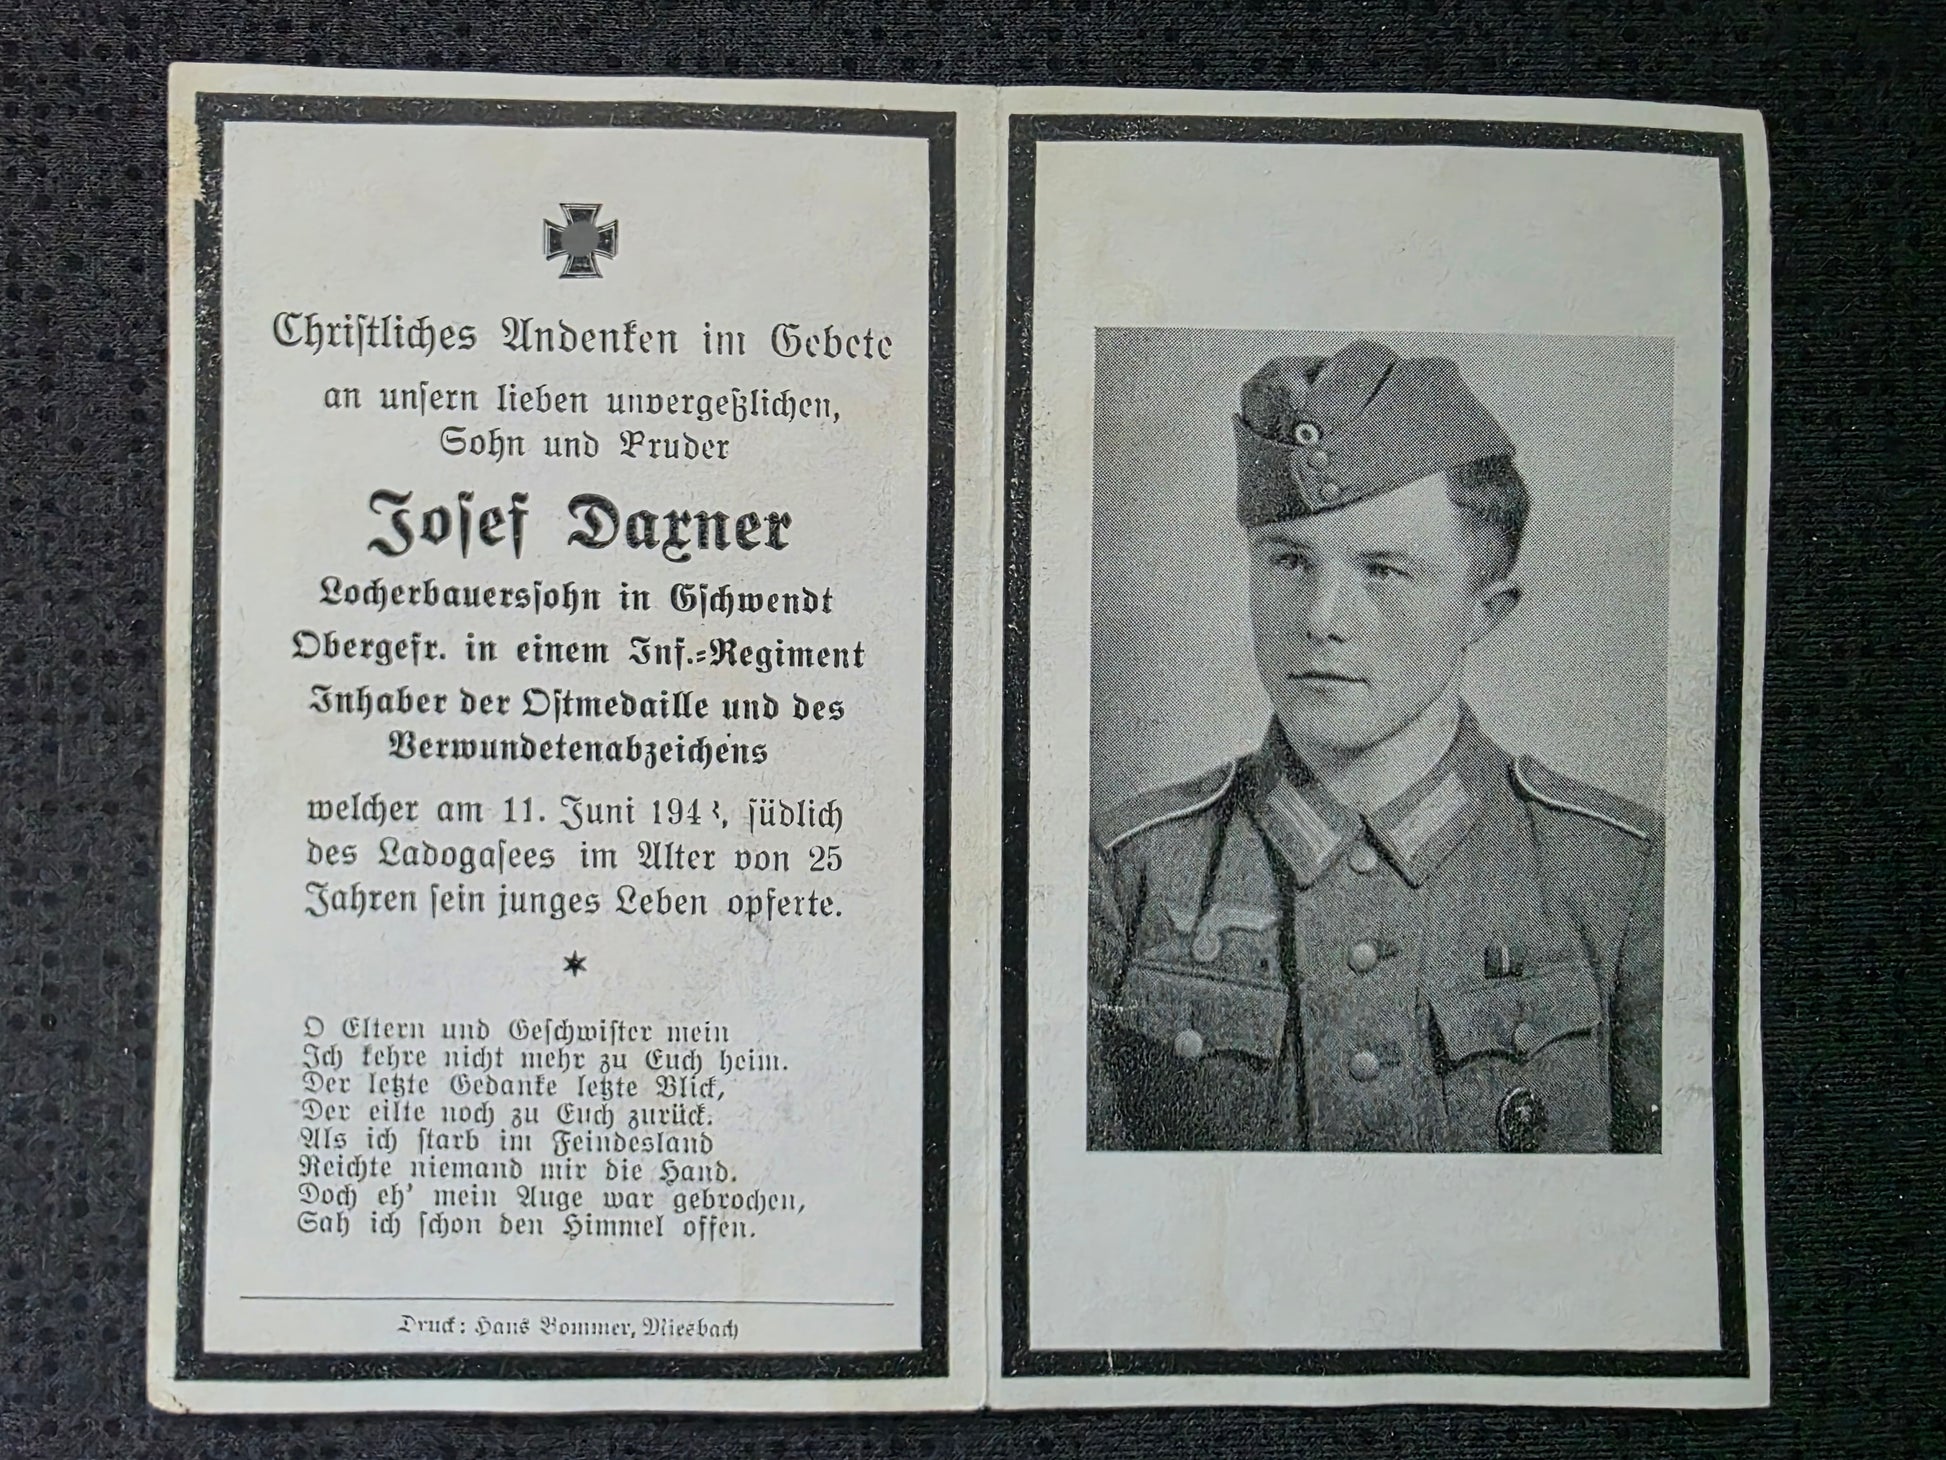 Christliches Andenken im Gebete
an unsern lieben unvergeßlichen,
Sohn und Bruder
Josef Daxner
Locherbauerssohn in Gschwendt
Obergefr. in einem Inf.=Regiment
Inhaber der Ostmedaille und des
Verwundetenabzeichens
welcher am 11. Juni 1943, südlich
des Ladogasees im Alter von 25
Jahren sein junges Leben opferte.
O Eltern und Geschwister mein
Ich kehre nicht mehr zu Euch heim.
Der letzte Gedanke letzte Blick,
Der eilte noch zu Euch zurück.
Als ich starb im Feindesland
Reichte niemand mir die Hand.
Doch eh' mein Auge war gebrochen,
Sah ich schon den Himmel offen.
Druck: Hans Bommer, Miesbach